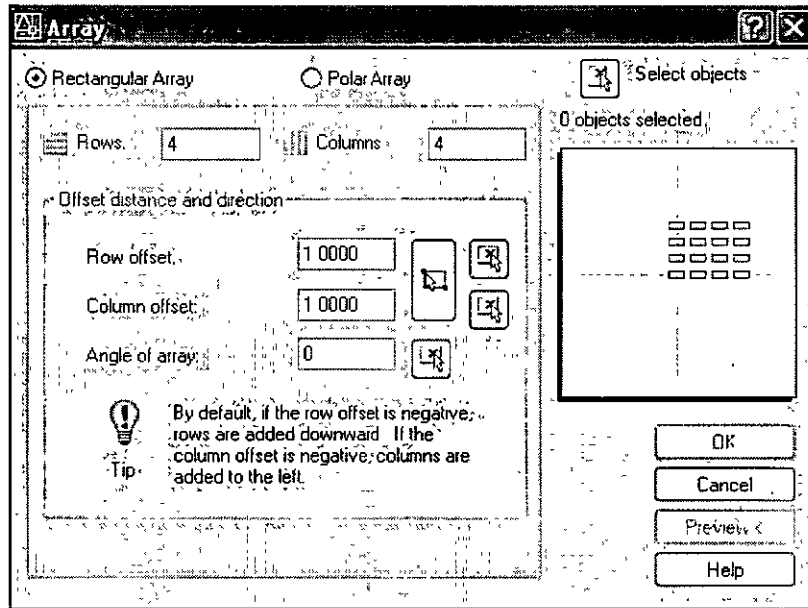 Array
Rectangular Array
Polar Array
Select objects
0 objects selected
Rows. 4
Columns 4
Offset distance and direction
Row offset: 1 0000
Column offset: 1 0000
Angle of array: 0
Tip
By default, if the row offset is negative,
rows are added downward If the
column offset is negative, columns are
added to the left.
OK
Cancel
Preview <
Help